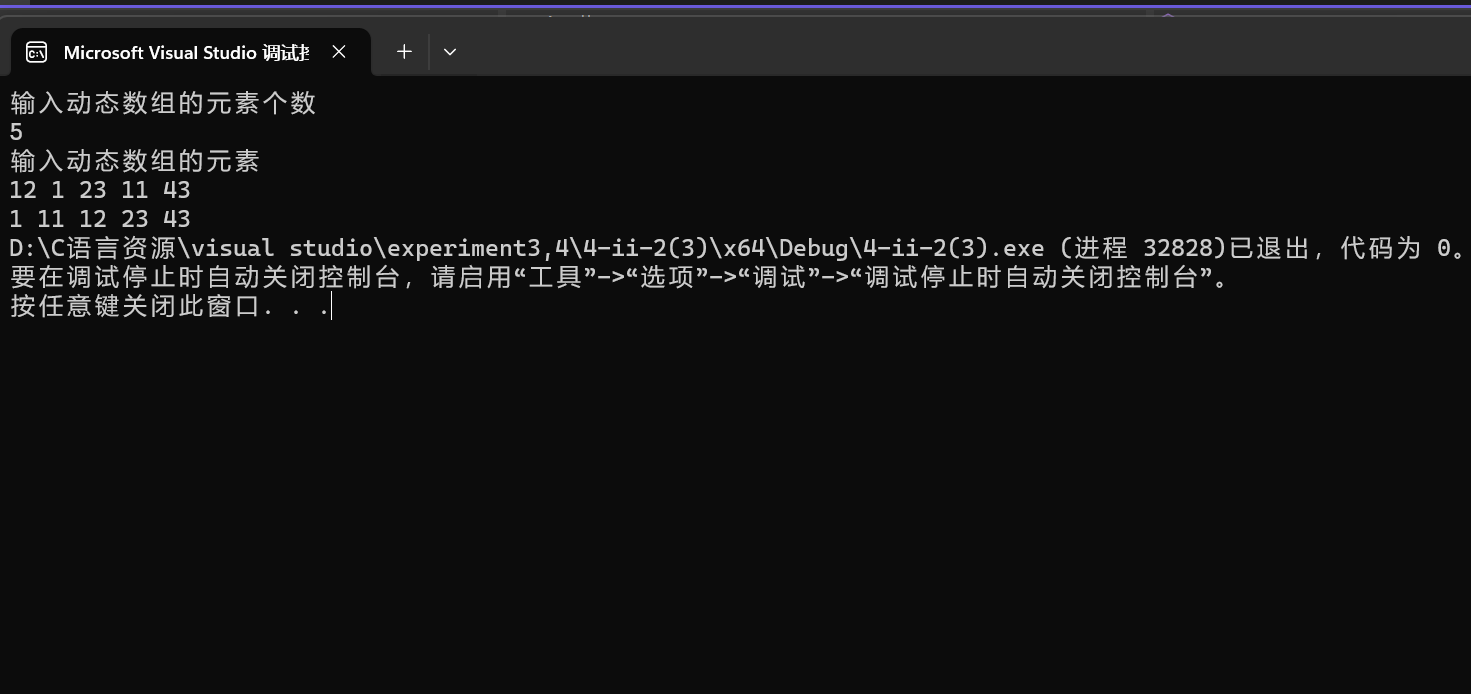 Microsoft Visual Studio 调试
输入动态数组的元素个数
5
输入动态数组的元素
12 1 23 11 43
1 11 12 23 43
D:\C语言资源\visual studio\experiment3,4\4-ii-2(3)\x64\Debug\4-ii-2(3).exe (进程 32828)已退出，代码为 0。
要在调试停止时自动关闭控制台，请启用“工具”->“选项”->“调试”->“调试停止时自动关闭控制台”。
按任意键关闭此窗口. . .